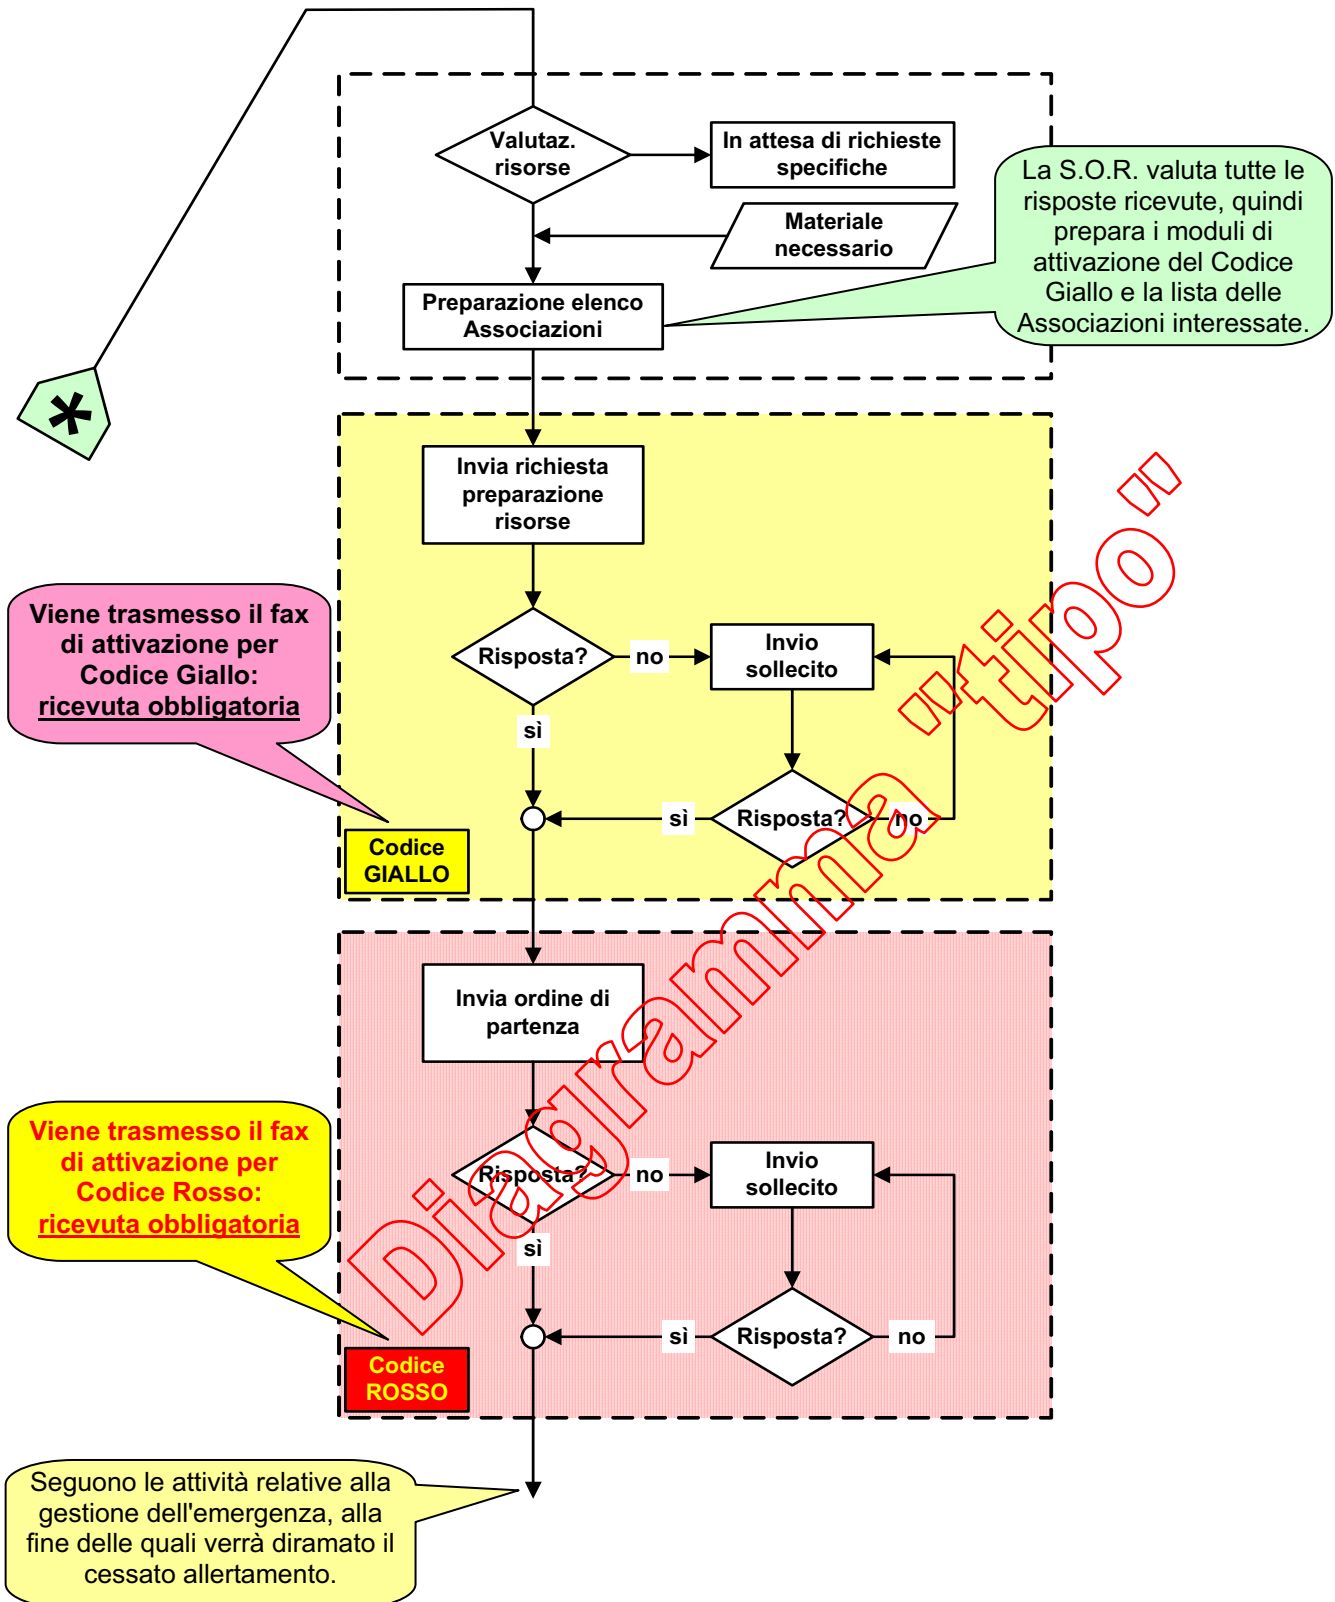 Valutaz.
risorse
In attesa di richieste
specifiche
Materiale
necessario
La S.O.R. valuta tutte le
risposte ricevute, quindi
prepara i moduli di
attivazione del Codice
Giallo e la lista delle
Associazioni interessate.
Preparazione elenco
Associazioni
*
Invia richiesta
preparazione
risorse
Viene trasmesso il fax
di attivazione per
Codice Giallo:
ricevuta obbligatoria
Risposta?
no
Invio
sollecito
sì
Risposta?
sì
no
Codice
GIALLO
Diagramma "tipo"
Invia ordine di
partenza
Viene trasmesso il fax
di attivazione per
Codice Rosso:
ricevuta obbligatoria
Risposta?
no
Invio
sollecito
sì
Risposta?
sì
no
Codice
ROSSO
Seguono le attività relative alla
gestione dell'emergenza, alla
fine delle quali verrà diramato il
cessato allertamento.